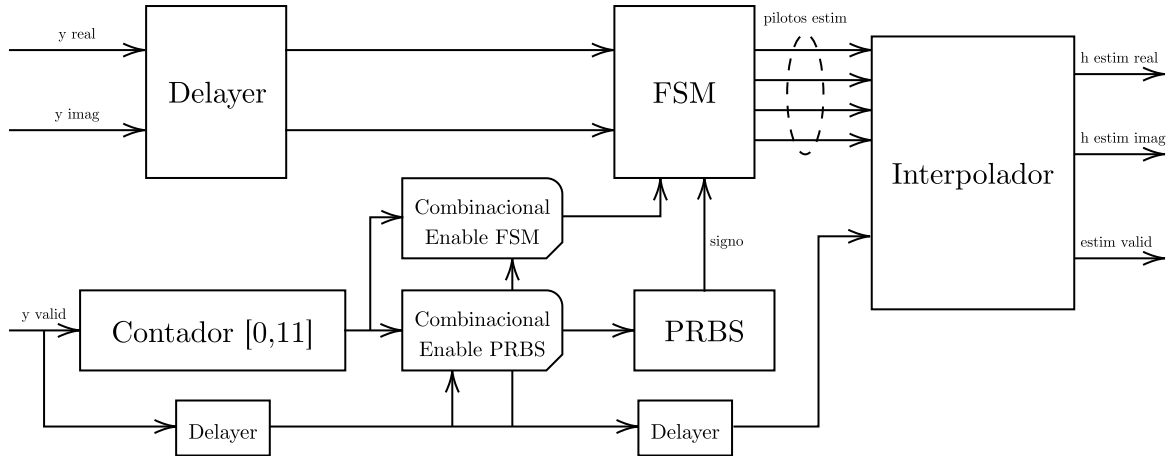 pilotos estim
y real
h estim real
Delayer
FSM
y imag
h estim imag
Interpolador
Combinacional
Enable FSM
signo
estim valid
y valid
Contador [0,11]
Combinacional
Enable PRBS
PRBS
Delayer
Delayer